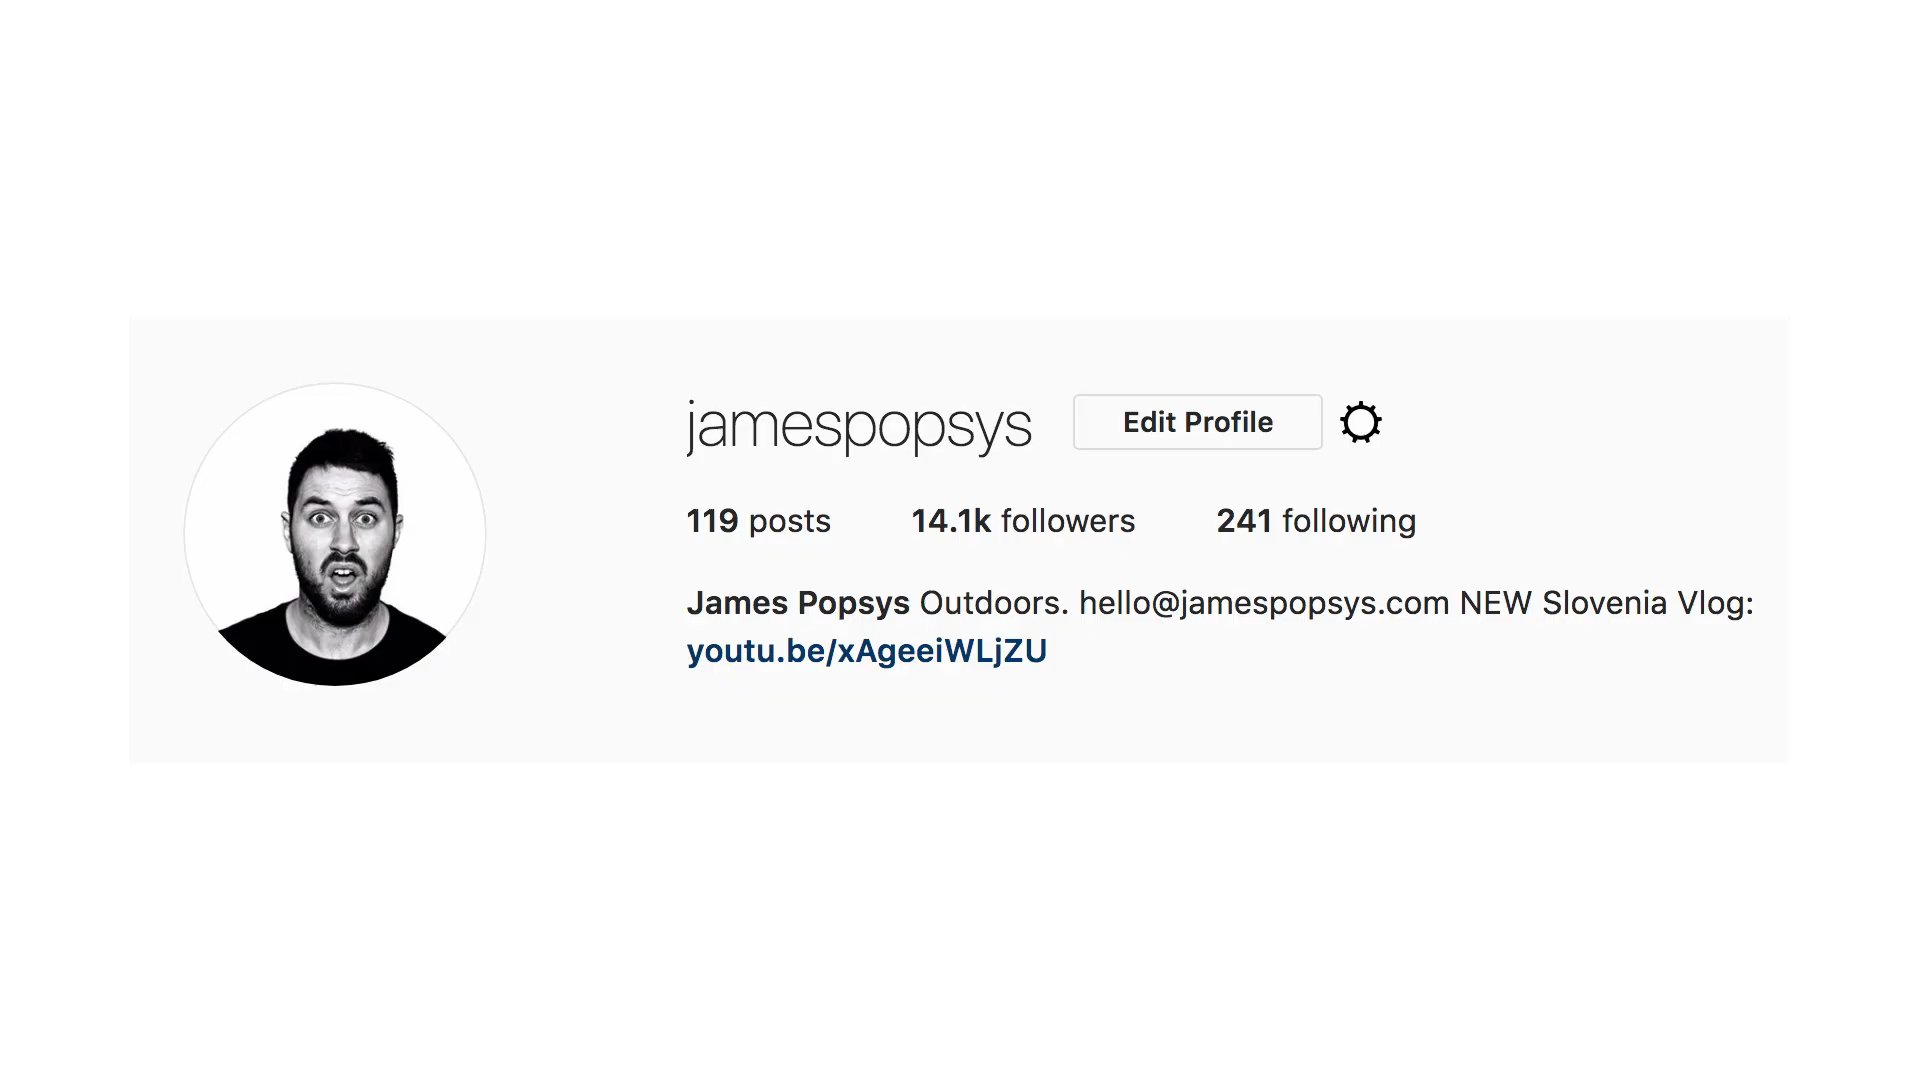 jamespopsys Edit Profile
119 posts 14.1k followers 241 following
James Popsys Outdoors. hello@jamespopsys.com NEW Slovenia Vlog:
youtu.be/xAgeeiWLjZU